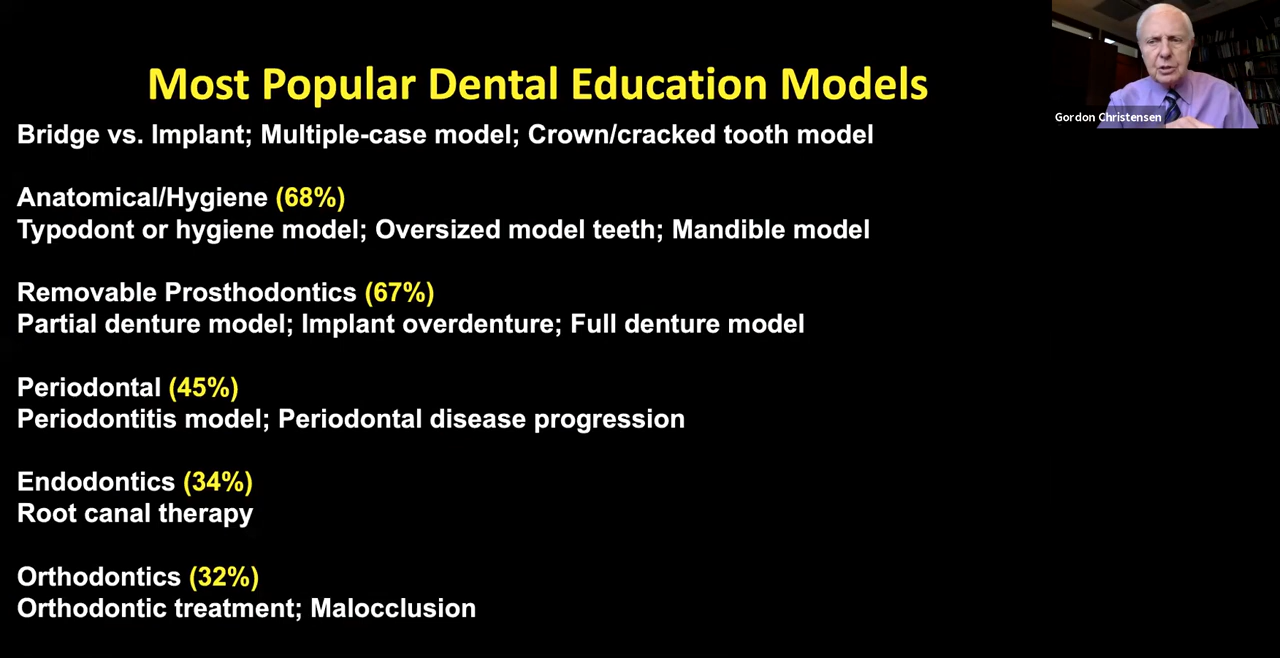 Most Popular Dental Education Models
Gordon Christensen
Bridge vs. Implant; Multiple-case model; Crown/cracked tooth model
Anatomical/Hygiene (68%)
Typodont or hygiene model; Oversized model teeth; Mandible model
Removable Prosthodontics (67%)
Partial denture model; Implant overdenture; Full denture model
Periodontal (45%)
Periodontitis model; Periodontal disease progression
Endodontics (34%)
Root canal therapy
Orthodontics (32%)
Orthodontic treatment; Malocclusion